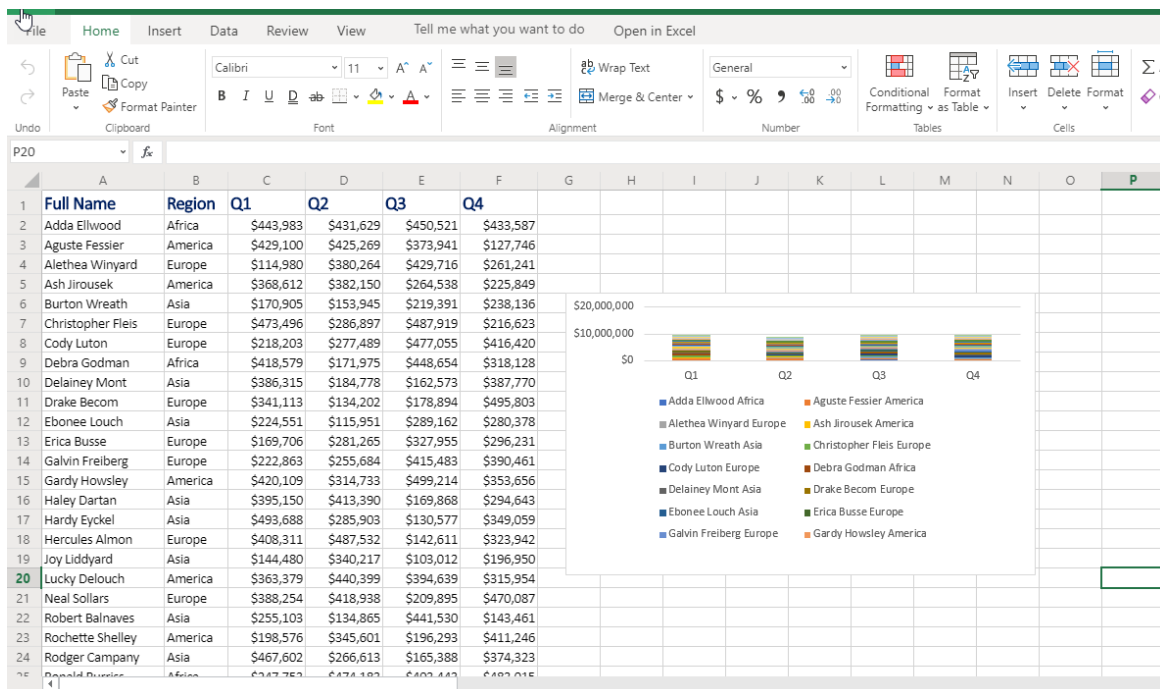 File Home Insert Data Review View Tell me what you want to do Open in Excel
Cut
Copy
Paste
Format Painter
Calibri 11
B I U D ab A
Wrap Text
Merge & Center
General
$ % 9
Conditional Formatting
Format as Table
Insert Delete Format
Undo Clipboard Font Alignment Number Tables Cells
P20 fx
A B C D E F G H I J K L M N O P
1 Full Name Region Q1 Q2 Q3 Q4
2 Adda Ellwood Africa $443,983 $431,629 $450,521 $433,587
3 Aguste Fessier America $429,100 $425,269 $373,941 $127,746
4 Alethea Winyard Europe $114,980 $380,264 $429,716 $261,241
5 Ash Jirousek America $368,612 $382,150 $264,538 $225,849
6 Burton Wreath Asia $170,905 $153,945 $219,391 $238,136
7 Christopher Fleis Europe $473,496 $286,897 $487,919 $216,623
8 Cody Luton Europe $218,203 $277,489 $477,055 $416,420
9 Debra Godman Africa $418,579 $171,975 $448,654 $318,128
10 Delainey Mont Asia $386,315 $184,778 $162,573 $387,770
11 Drake Becom Europe $341,113 $134,202 $178,894 $495,803
12 Ebonee Louch Asia $224,551 $115,951 $289,162 $280,378
13 Erica Busse Europe $169,706 $281,265 $327,955 $296,231
14 Galvin Freiberg Europe $222,863 $255,684 $415,483 $390,461
15 Gardy Howsley America $420,109 $314,733 $499,214 $353,656
16 Haley Dartan Asia $395,150 $413,390 $169,868 $294,643
17 Hardy Eyckel Asia $493,688 $285,903 $130,577 $349,059
18 Hercules Almon Europe $408,311 $487,532 $142,611 $323,942
19 Joy Liddyard Asia $144,480 $340,217 $103,012 $196,950
20 Lucky Delouch America $363,379 $440,399 $394,639 $315,954
21 Neal Sollars Europe $388,254 $418,938 $209,895 $470,087
22 Robert Balnaves Asia $255,103 $134,865 $441,530 $143,461
23 Rochette Shelley America $198,576 $345,601 $196,293 $411,246
24 Rodger Campany Asia $467,602 $266,613 $165,388 $374,323
$20,000,000
$10,000,000
$0
Q1 Q2 Q3 Q4
Adda Ellwood Africa Aguste Fessier America
Alethea Winyard Europe Ash Jirousek America
Burton Wreath Asia Christopher Fleis Europe
Cody Luton Europe Debra Godman Africa
Delainey Mont Asia Drake Becom Europe
Ebonee Louch Asia Erica Busse Europe
Galvin Freiberg Europe Gardy Howsley America